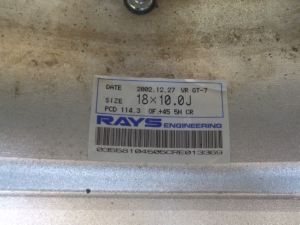 DATE 2002.12.27 VR GT-7
SIZE 18×10.0J
PCD 114.3 OF.+45 5H CR
RAYS ENGINEERING